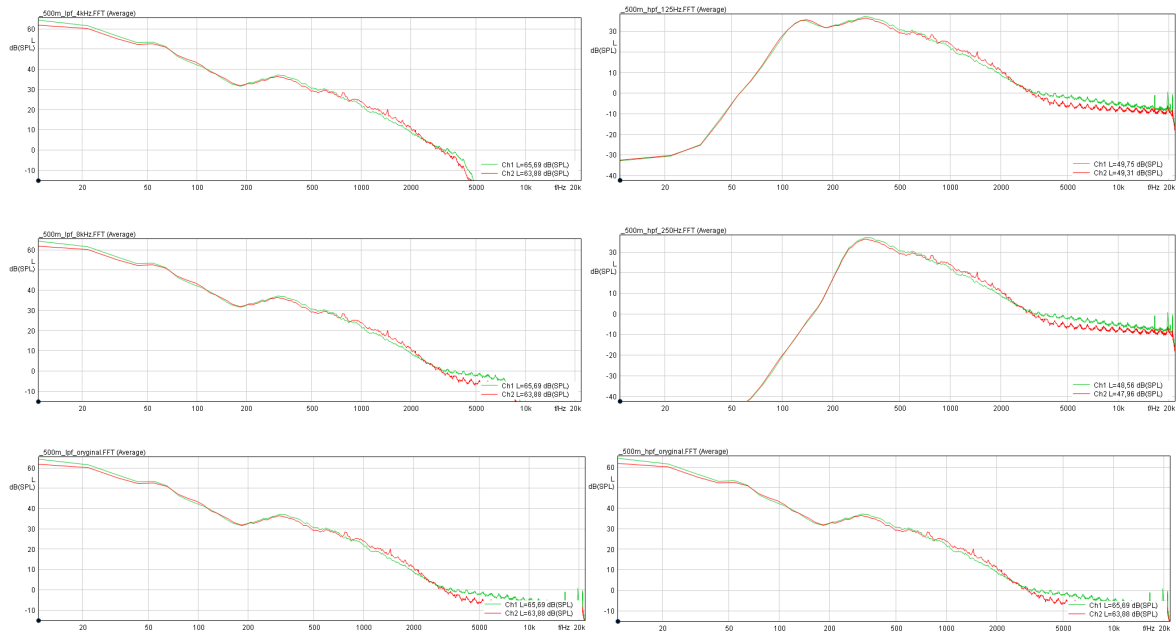 _500m_lpf_4kHz.FFT (Average)
60
L
dB(SPL)
50
40
30
20
10
0
-10
Ch1 L=65,69 dB(SPL)
Ch2 L=63,88 dB(SPL)
20 50 100 200 500 1000 2000 5000 f/Hz 20k
_500m_hpf_125Hz.FFT (Average)
30
L
dB(SPL)
20
10
0
-10
-20
-30
-40
Ch1 L=49,75 dB(SPL)
Ch2 L=49,31 dB(SPL)
20 50 100 200 500 1000 2000 5000 10k f/Hz 20k
_500m_lpf_8kHz.FFT (Average)
60
L
dB(SPL)
50
40
30
20
10
0
-10
Ch1 L=65,69 dB(SPL)
Ch2 L=63,88 dB(SPL)
20 50 100 200 500 1000 2000 5000 f/Hz 20k
_500m_hpf_250Hz.FFT (Average)
30
L
dB(SPL)
20
10
0
-10
-20
-30
-40
Ch1 L=48,56 dB(SPL)
Ch2 L=47,96 dB(SPL)
20 50 100 200 500 1000 2000 5000 10k f/Hz 20k
_500m_lpf_oryginal.FFT (Average)
60
L
dB(SPL)
50
40
30
20
10
0
-10
Ch1 L=65,69 dB(SPL)
Ch2 L=63,88 dB(SPL)
20 50 100 200 500 1000 2000 5000 10k f/Hz 20k
_500m_hpf_oryginal.FFT (Average)
60
L
dB(SPL)
50
40
30
20
10
0
-10
Ch1 L=65,69 dB(SPL)
Ch2 L=63,88 dB(SPL)
20 50 100 200 500 1000 2000 5000 10k f/Hz 20k